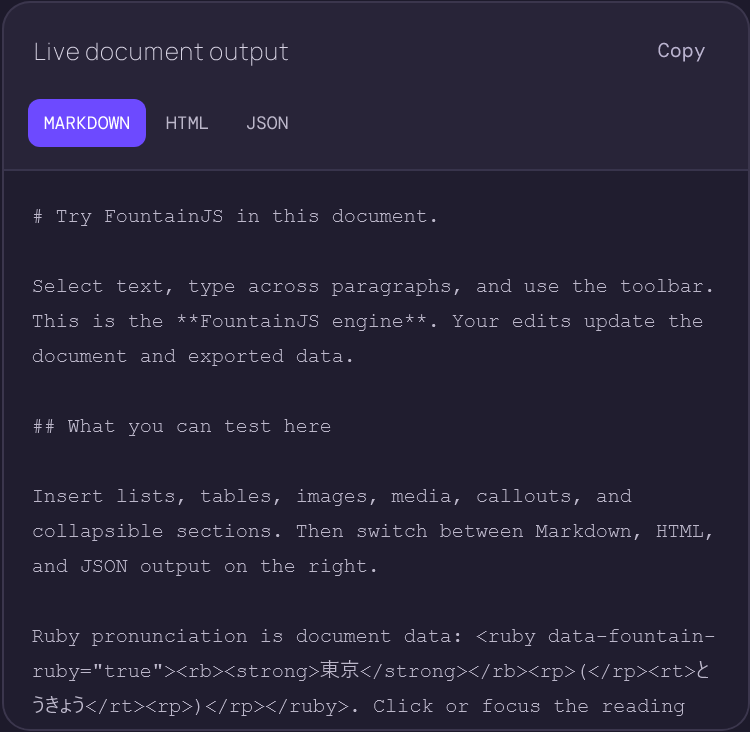 Live document output
Copy
MARKDOWN HTML JSON
# Try FountainJS in this document.
Select text, type across paragraphs, and use the toolbar.
This is the **FountainJS engine**. Your edits update the
document and exported data.
## What you can test here
Insert lists, tables, images, media, callouts, and
collapsible sections. Then switch between Markdown, HTML,
and JSON output on the right.
Ruby pronunciation is document data: <ruby data-fountain-
ruby="true"><rb><strong>東京</strong></rb><rp>(</rp><rt>と
うきょう</rt><rp>)</rp></ruby>. Click or focus the reading